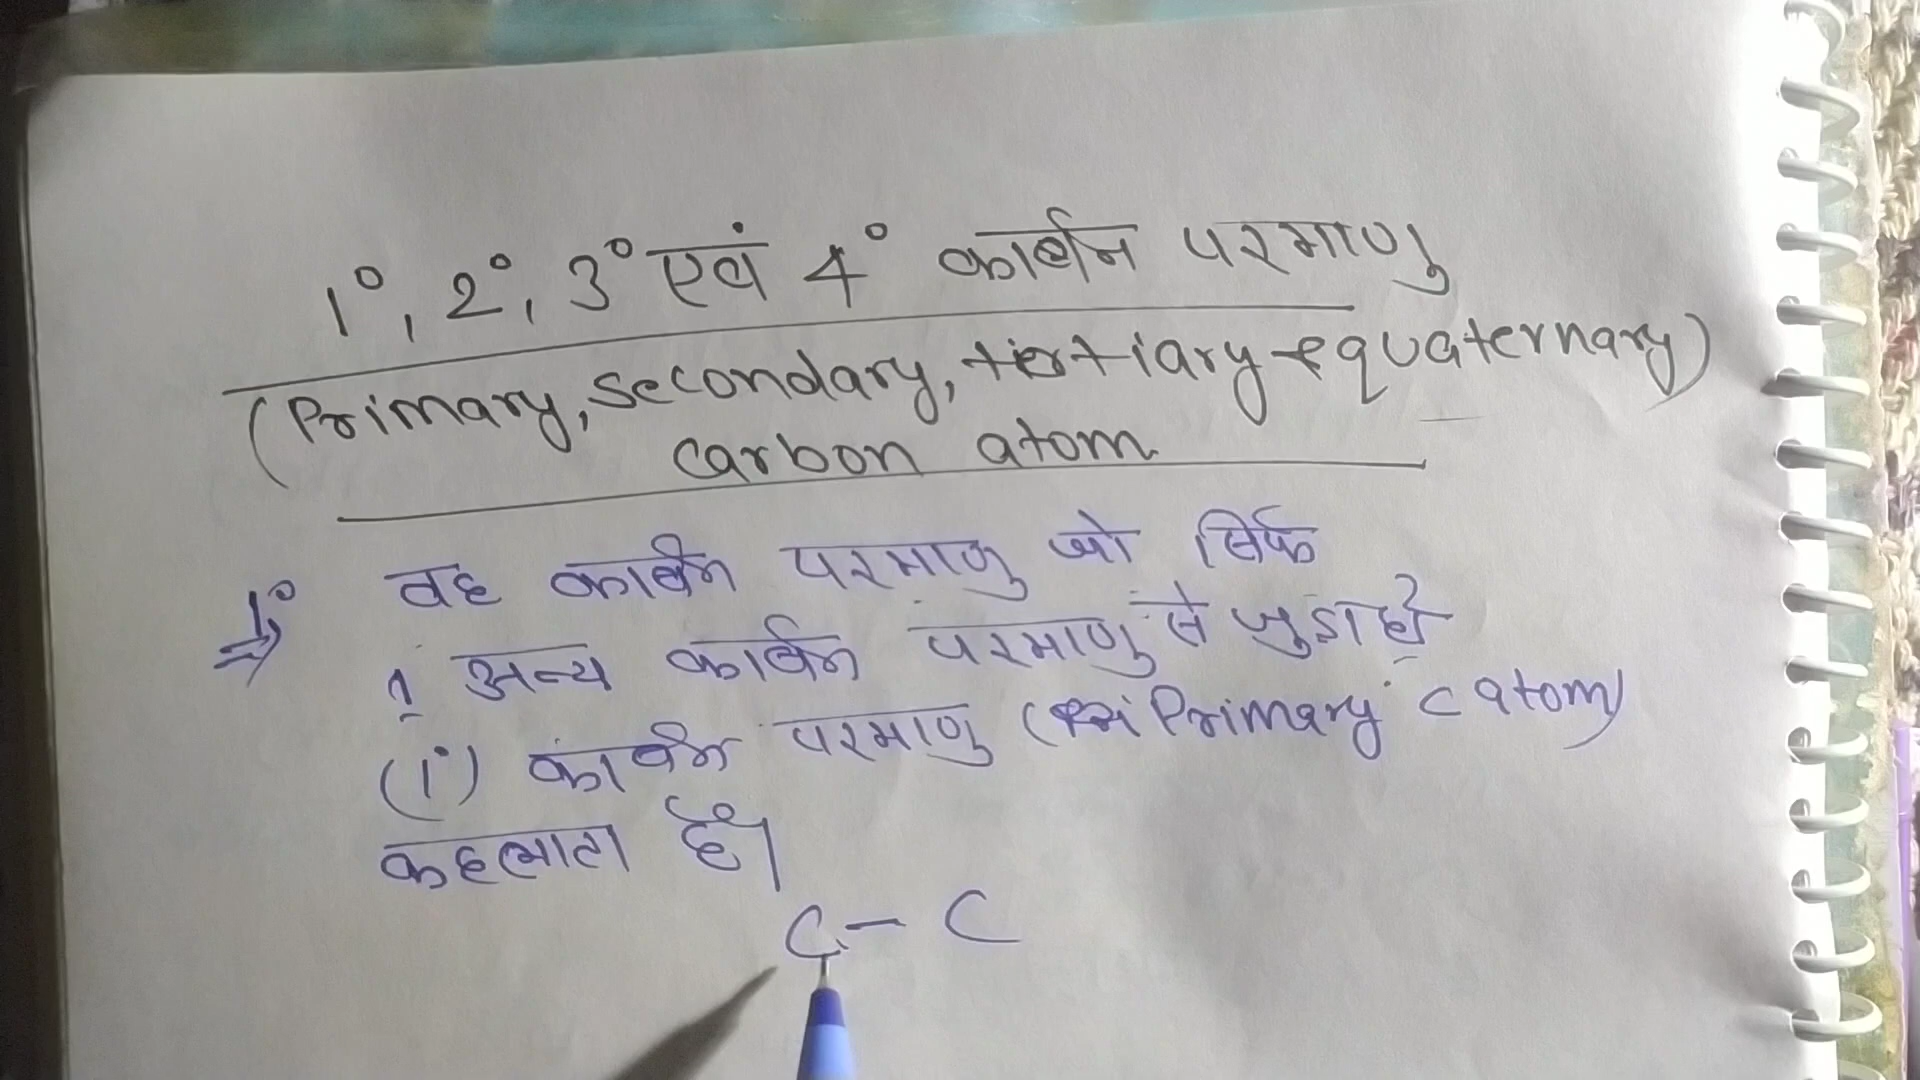 1°, 2°, 3° एवं 4° कार्बन परमाणु
(Primary, Secondary, tertiary & quaternary)
carbon atom
1° वह कार्बन परमाणु जो सिर्फ
⇒ 1 अन्य कार्बन परमाणु से जुडा हो
(1°) कार्बन परमाणु (Primary C atom)
कहलाता है।
C - C